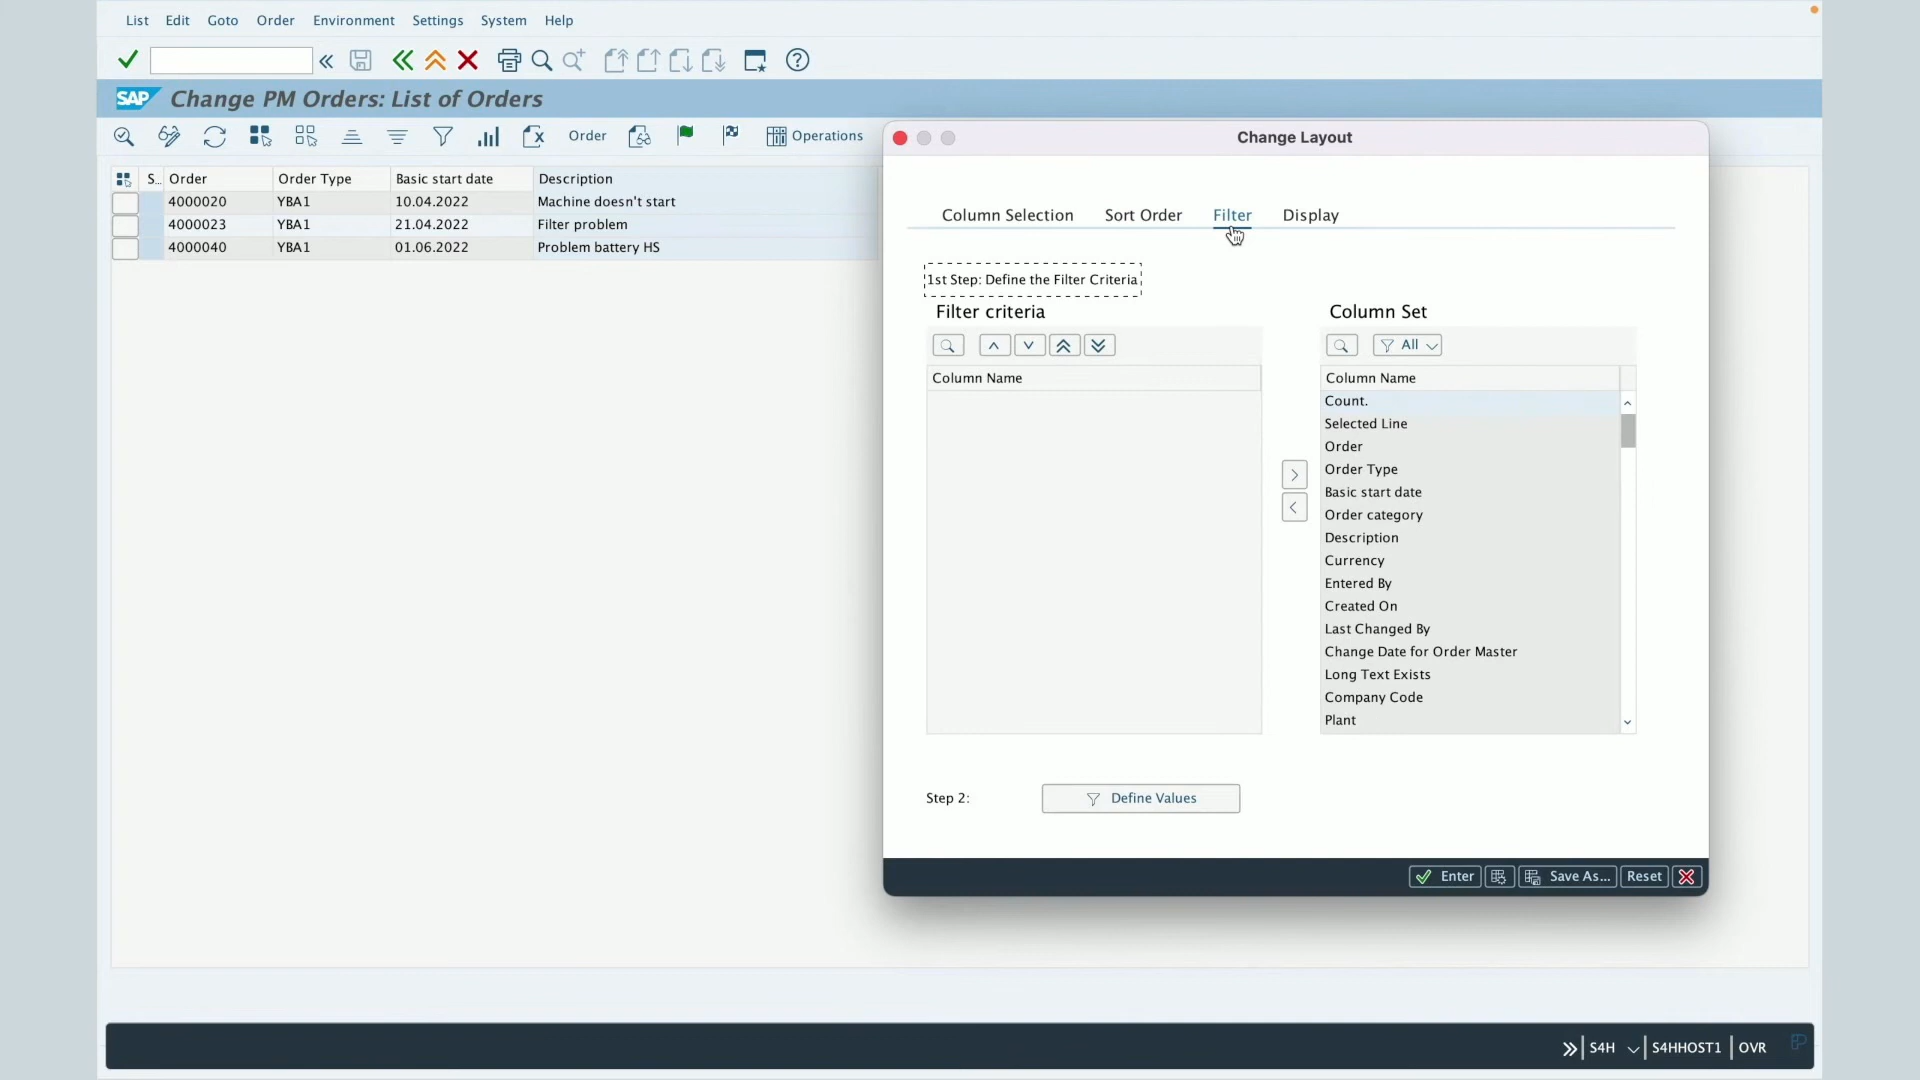 List Edit Goto Order Environment Settings System Help
SAP Change PM Orders: List of Orders
Order Operations
S.. Order Order Type Basic start date Description
4000020 YBA1 10.04.2022 Machine doesn't start
4000023 YBA1 21.04.2022 Filter problem
4000040 YBA1 01.06.2022 Problem battery HS
Change Layout
Column Selection Sort Order Filter Display
1st Step: Define the Filter Criteria
Filter criteria
Column Name
Column Set
All
Column Name
Count.
Selected Line
Order
Order Type
Basic start date
Order category
Description
Currency
Entered By
Created On
Last Changed By
Change Date for Order Master
Long Text Exists
Company Code
Plant
Step 2: Define Values
Enter Save As... Reset
S4H S4HHOST1 OVR